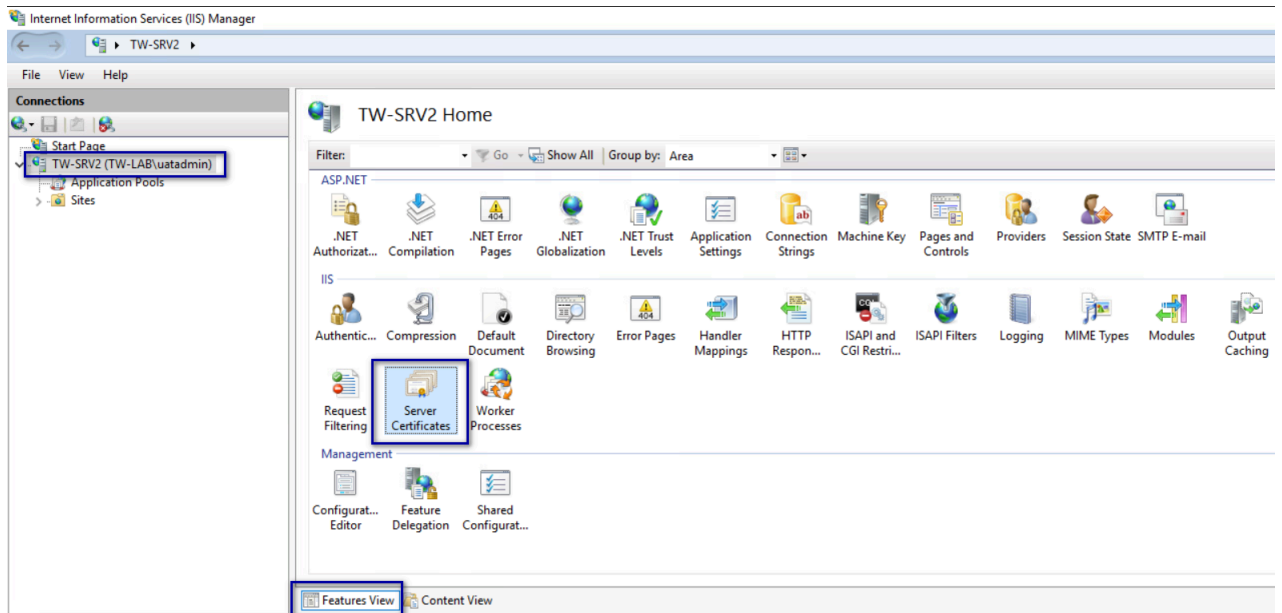 Internet Information Services (IIS) Manager
TW-SRV2
File View Help
Connections
Start Page
TW-SRV2 (TW-LAB\uatadmin)
Application Pools
Sites
TW-SRV2 Home
Filter: Go Show All Group by: Area
ASP.NET
.NET Authorizat...
.NET Compilation
.NET Error Pages
.NET Globalization
.NET Trust Levels
Application Settings
Connection Strings
Machine Key
Pages and Controls
Providers
Session State
SMTP E-mail
IIS
Authentic...
Compression
Default Document
Directory Browsing
Error Pages
Handler Mappings
HTTP Respon...
ISAPI and CGI Restri...
ISAPI Filters
Logging
MIME Types
Modules
Output Caching
Request Filtering
Server Certificates
Worker Processes
Management
Configurat... Editor
Feature Delegation
Shared Configurat...
Features View Content View